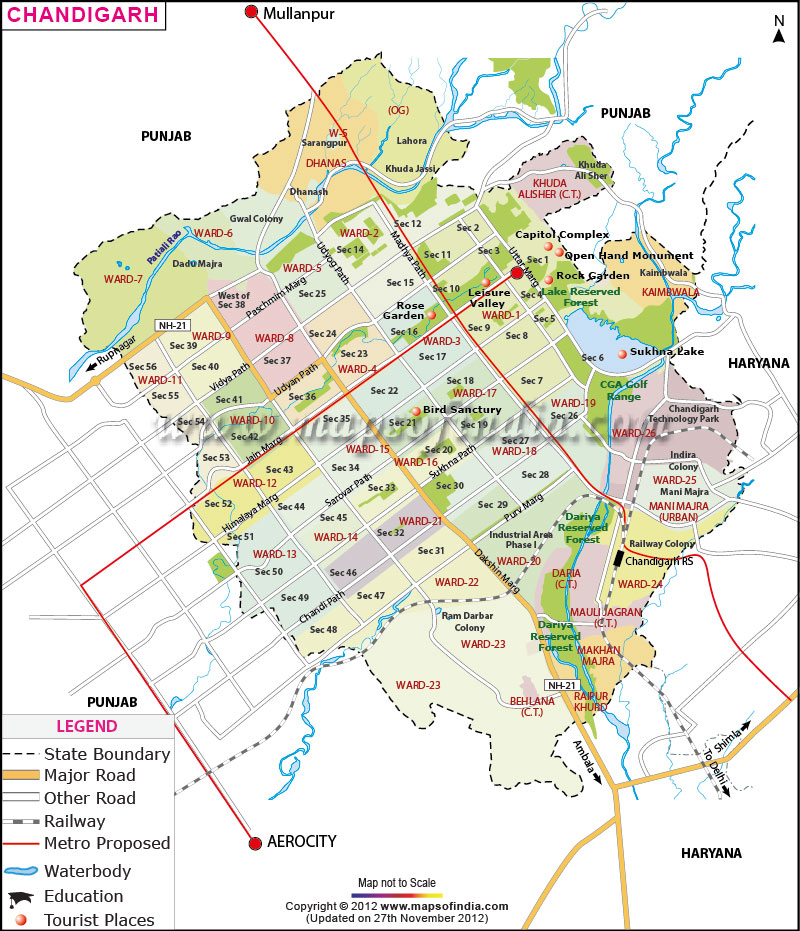 CHANDIGARH
Mullanpur
N
PUNJAB
PUNJAB
(OG)
W-5
Sarangpur
Lahora
DHANAS
Khuda Jassi
Khuda
Ali Sher
KHUDA
ALISHER (C.T.)
Dhanash
Gwal Colony
WARD-6
Patiali Rao
WARD-2
Sec 12
Sec 2
Capitol Complex
Sec 14
Udyog Path
Madhya Path
Sec 11
Sec 3
Uttar Marg
Open Hand Monument
Sec 1
Dadu Majra
WARD-5
WARD-7
Kaimbwala
Rock Garden
KAIMBWALA
Paschmim Marg
Sec 15
Sec 10
Leisure
Valley
Sec 4
Lake Reserved
Forest
West of
Sec 38
Sec 25
Rose
Garden
WARD-1
Sec 5
NH-21
Sec 16
Sec 9
Sec 8
WARD-9
WARD-8
Sec 24
WARD-3
Rupnagar
Sec 39
Sec 23
Sec 17
Sec 6
Sukhna Lake
Sec 56
Sec 40
Sec 37
WARD-4
HARYANA
WARD-11
Vidya Path
Udyan Path
Sec 18
Sec 7
CGA Golf
Range
Sec 55
Sec 41
Sec 36
Sec 22
WARD-17
WARD-19
Bird Sanctury
Chandigarh
Technology Park
Sec 54
WARD-10
Sec 35
Sec 21
Sec 19
Sec 26
www.mapsofindia.com
Sec 42
WARD-26
Sec 27
Sec 53
Jain Marg
WARD-15
Sec 20
WARD-18
Indira
Colony
Sec 43
Sec 34
WARD-16
Sukhna Path
Sec 28
WARD-25
WARD-12
Sarovar Path
Sec 33
Sec 30
Mani Majra
Sec 52
Himalaya Marg
Sec 44
Sec 29
Purv Marg
MANI MAJRA
(URBAN)
Sec 45
WARD-21
Dariya
Reserved
Forest
Sec 51
WARD-14
Sec 32
Industrial Area
Phase I
Railway Colony
WARD-13
Sec 31
WARD-20
Chandigarh RS
Sec 50
Sec 46
Dakshin Marg
DARIA
(C.T.)
WARD-24
WARD-22
Sec 49
Chandi Path
Sec 47
MAULIJAGRAN
(C.T.)
Sec 48
Ram Darbar
Colony
Dariya
Reserved
Forest
WARD-23
MAKHAN
MAJRA
WARD-23
NH-21
BEHLANA
(C.T.)
RAIPUR
KHURD
PUNJAB
LEGEND
State Boundary
Major Road
Other Road
Railway
Metro Proposed
Waterbody
Education
Tourist Places
Ambala
Shimla
To Delhi
AEROCITY
HARYANA
Map not to Scale
Copyright © 2012 www.mapsofindia.com
(Updated on 27th November 2012)